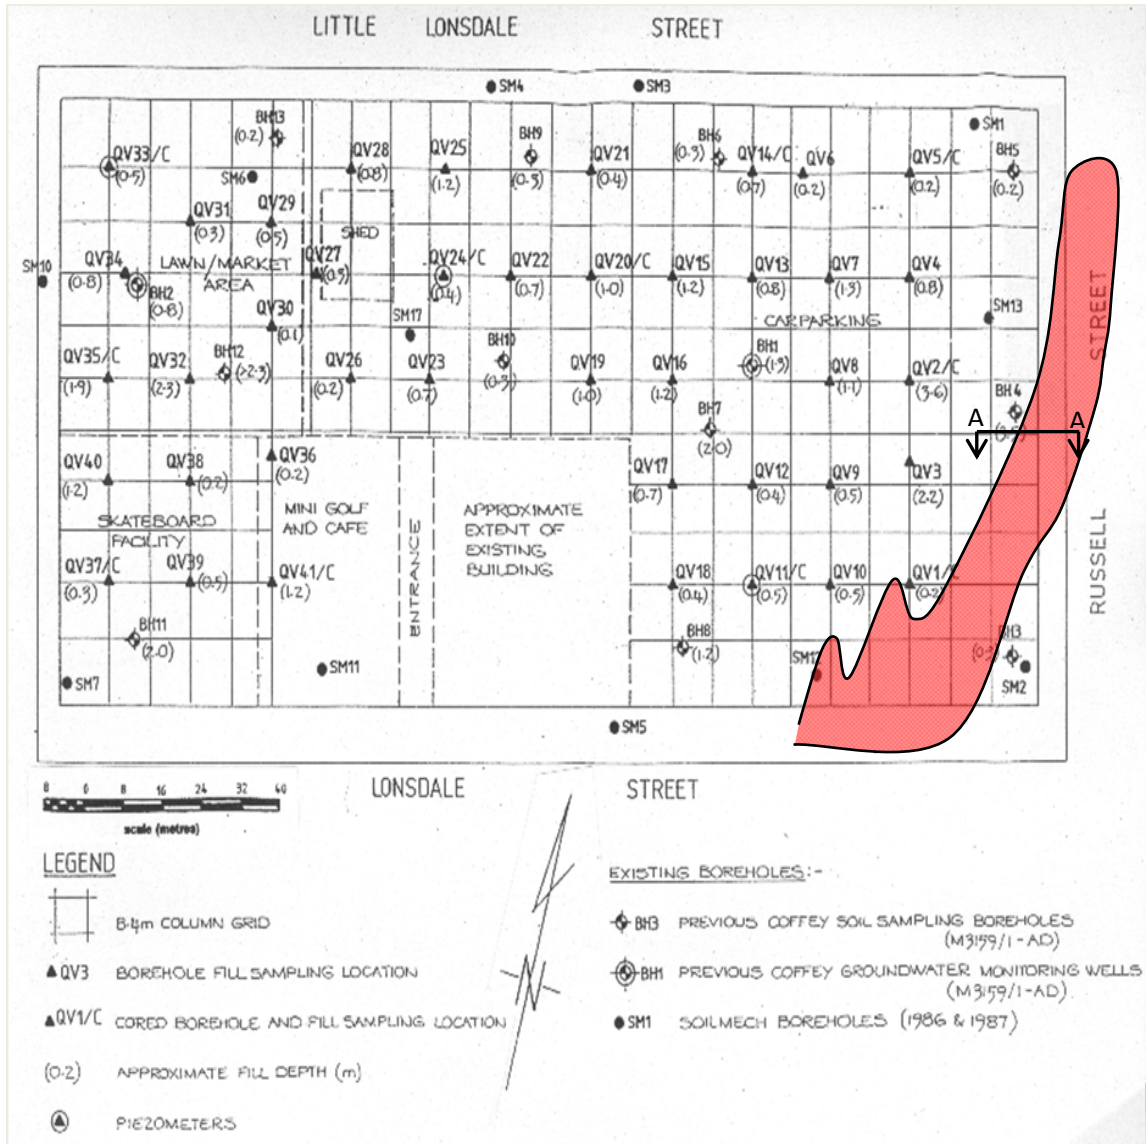 LITTLE LONSDALE STREET
SM4
SM3
BH13
(0.2)
SM1
QV33/C
(0.5)
SM6
QV28
(0.8)
QV25
(1.2)
BH9
(0.5)
QV21
(0.4)
BH6
(0.3)
QV14/C
(0.7)
QV6
(0.2)
QV5/C
(0.2)
BH5
(0.2)
QV31
(0.3)
QV29
(0.5)
SHED
SM10
QV34
(0.8)
BH2
(0.8)
LAWN/MARKET
AREA
QV27
(0.5)
QV24/C
(0.4)
QV22
(0.7)
QV20/C
(1.0)
QV15
(1.2)
QV13
(0.8)
QV7
(1.3)
QV4
(0.8)
SM13
CARPARKING
QV30
(0.1)
SM17
QV35/C
(1.9)
QV32
(2.3)
BH12
(>2.3)
QV26
(0.2)
QV23
(0.7)
BH10
(0.3)
QV19
(1.0)
QV16
(1.2)
BH1
(1.3)
QV8
(1.1)
QV2/C
(3.6)
BH4
A A
BH7
(2.0)
QV40
(1.2)
QV38
(0.2)
QV36
(0.2)
QV17
(0.7)
QV12
(0.4)
QV9
(0.5)
QV3
(2.2)
SKATEBOARD
FACILITY
MINI GOLF
AND CAFE
ENTRANCE
APPROXIMATE
EXTENT OF
EXISTING
BUILDING
RUSSELL STREET
QV37/C
(0.3)
QV39
(0.5)
QV41/C
(1.2)
QV18
(0.4)
QV11/C
(0.5)
QV10
(0.5)
QV1/C
(0.2)
BH11
(2.0)
BH8
(1.2)
BH3
SM7
SM11
SM12
SM2
SM5
LONSDALE STREET
8 0 8 16 24 32 40
scale (metres)
LEGEND
8.4m COLUMN GRID
QV3 BOREHOLE FILL SAMPLING LOCATION
QV1/C CORED BOREHOLE AND FILL SAMPLING LOCATION
(0.2) APPROXIMATE FILL DEPTH (m)
PIEZOMETERS
N
EXISTING BOREHOLES:-
BH3 PREVIOUS COFFEY SOIL SAMPLING BOREHOLES
(M3159/1-AD)
BH1 PREVIOUS COFFEY GROUNDWATER MONITORING WELLS
(M3159/1-AD)
SM1 SOILMECH BOREHOLES (1986 & 1987)